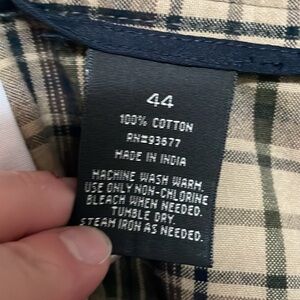 44
100% COTTON
RN#93677
MADE IN INDIA
MACHINE WASH WARM.
USE ONLY NON-CHLORINE
BLEACH WHEN NEEDED.
TUMBLE DRY.
STEAM IRON AS NEEDED.